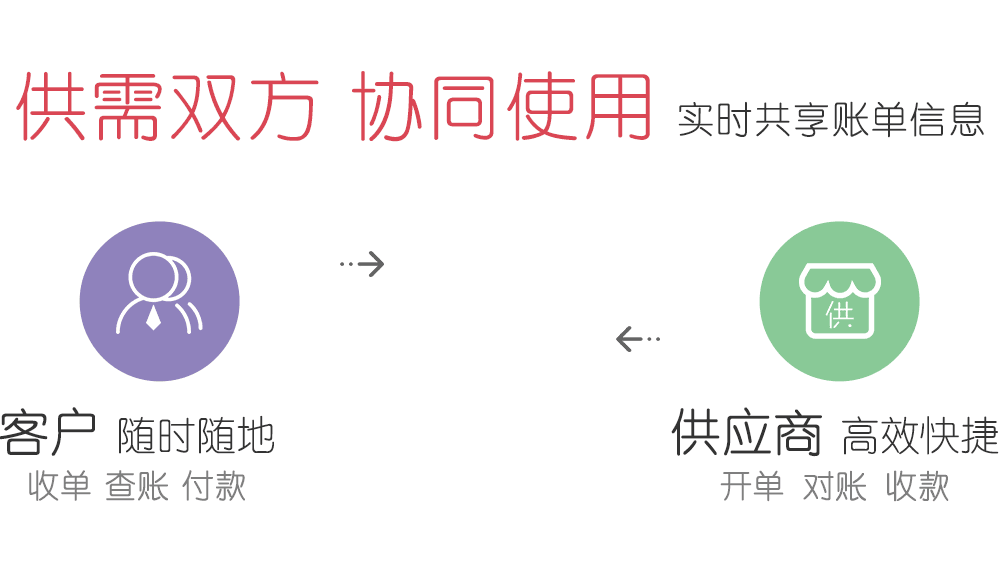 供需双方 协同使用 实时共享账单信息
供
客户 随时随地
收单 查账 付款
供应商 高效快捷
开单 对账 收款